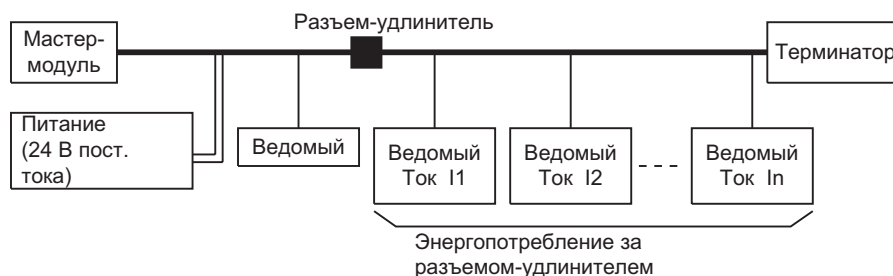 Разъем-удлинитель
Мастер-
модуль
Терминатор
Питание
(24 В пост.
тока)
Ведомый
Ведомый
Ток I1
Ведомый
Ток I2
Ведомый
Ток In
Энергопотребление за
разъемом-удлинителем